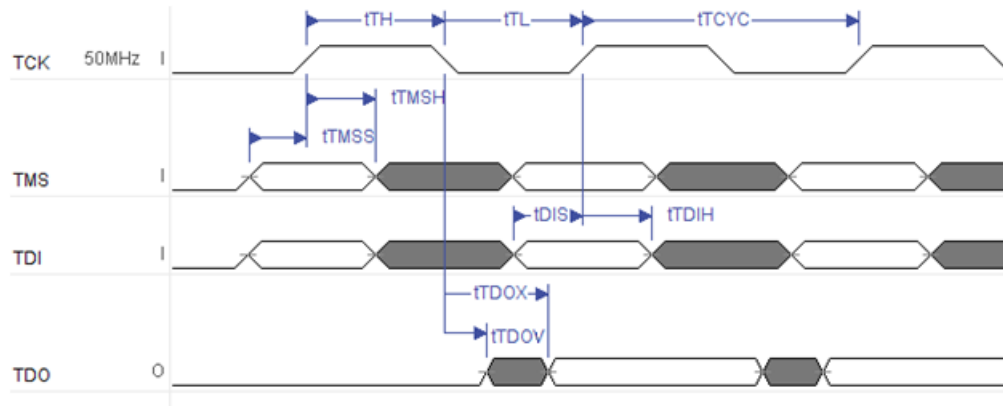 tTH tTL tTCYC
TCK 50MHz I
tTMSH
tTMSS
TMS I
tDIS tTDIH
TDI I
tTDOX
tTDOV
TDO O